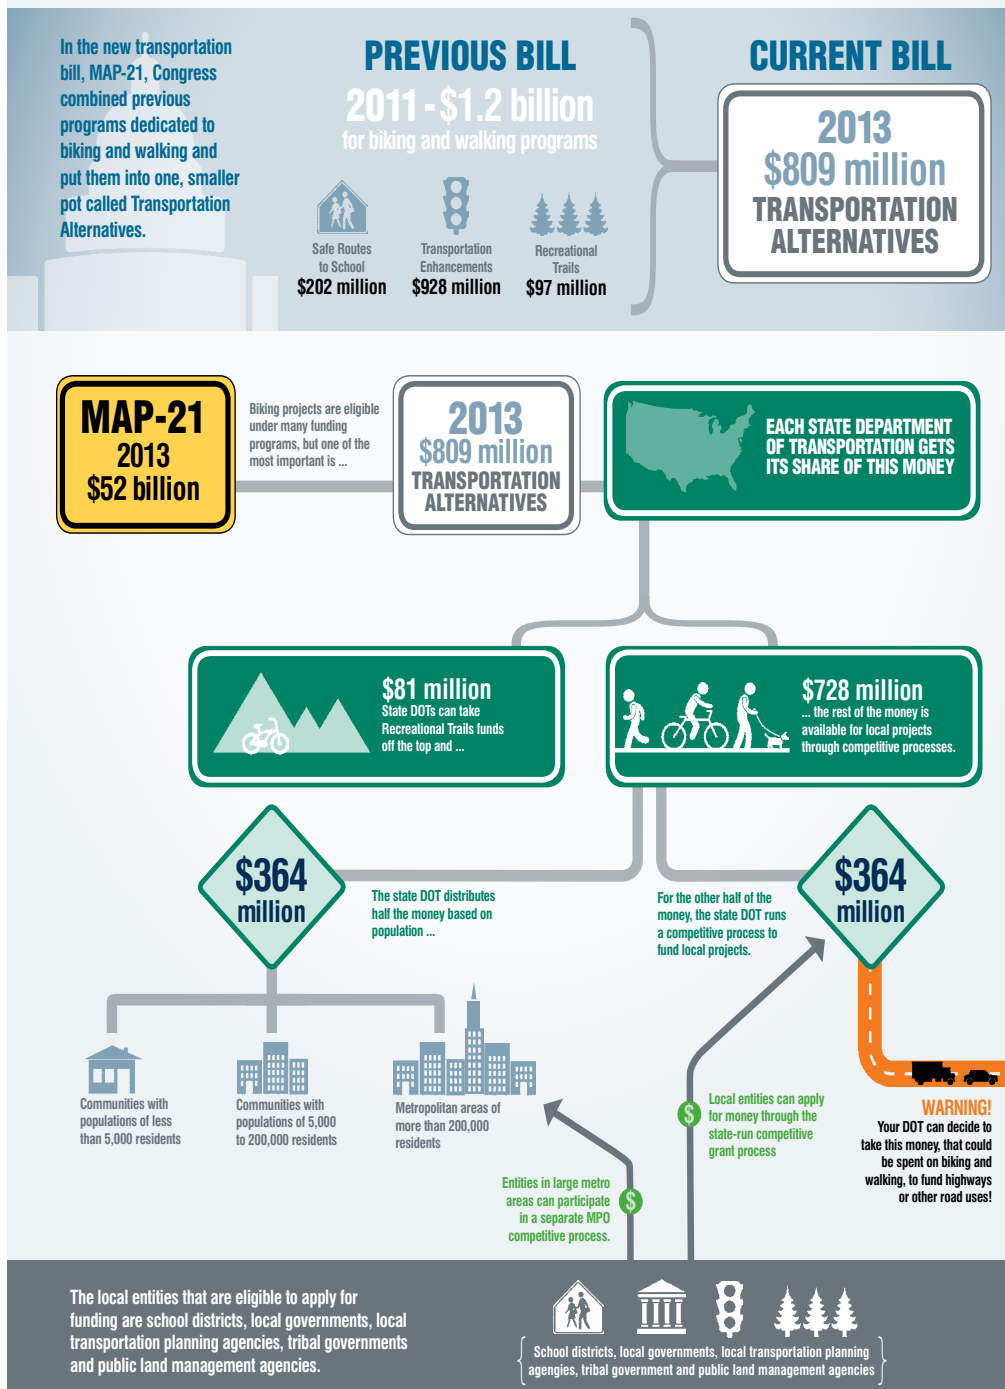 In the new transportation
bill, MAP-21, Congress
combined previous
programs dedicated to
biking and walking and
put them into one, smaller
pot called Transportation
Alternatives.
PREVIOUS BILL
2011 - $1.2 billion
for biking and walking programs
Safe Routes
to School
$202 million
Transportation
Enhancements
$928 million
Recreational
Trails
$97 million
CURRENT BILL
2013
$809 million
TRANSPORTATION
ALTERNATIVES
MAP-21
2013
$52 billion
Biking projects are eligible
under many funding
programs, but one of the
most important is ...
2013
$809 million
TRANSPORTATION
ALTERNATIVES
EACH STATE DEPARTMENT
OF TRANSPORTATION GETS
ITS SHARE OF THIS MONEY
$81 million
State DOTs can take
Recreational Trails funds
off the top and ...
$728 million
... the rest of the money is
available for local projects
through competitive processes.
$364
million
The state DOT distributes
half the money based on
population ...
For the other half of the
money, the state DOT runs
a competitive process to
fund local projects.
$364
million
Communities with
populations of less
than 5,000 residents
Communities with
populations of 5,000
to 200,000 residents
Metropolitan areas of
more than 200,000
residents
$
Local entities can apply
for money through the
state-run competitive
grant process
WARNING!
Your DOT can decide to
take this money, that could
be spent on biking and
walking, to fund highways
or other road uses!
Entities in large metro
areas can participate
in a separate MPO
competitive process.
$
The local entities that are eligible to apply for
funding are school districts, local governments, local
transportation planning agencies, tribal governments
and public land management agencies.
School districts, local governments, local transportation planning
agengies, tribal government and public land management agencies